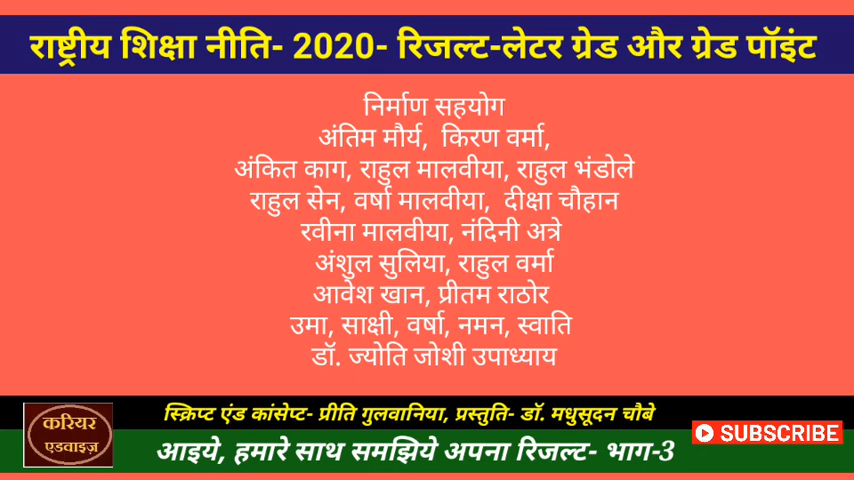 राष्ट्रीय शिक्षा नीति- 2020- रिजल्ट-लेटर ग्रेड और ग्रेड पॉइंट
निर्माण सहयोग
अंतिम मौर्य, किरण वर्मा,
अंकित काग, राहुल मालवीया, राहुल भंडोले
राहुल सेन, वर्षा मालवीया, दीक्षा चौहान
रवीना मालवीया, नंदिनी अत्रे
अंशुल सुलिया, राहुल वर्मा
आवेश खान, प्रीतम राठोर
उमा, साक्षी, वर्षा, नमन, स्वाति
डॉ. ज्योति जोशी उपाध्याय
करियर
एडवाइज़
स्क्रिप्ट एंड कांसेप्ट- प्रीति गुलवानिया, प्रस्तुति- डॉ. मधुसूदन चौबे
आइये, हमारे साथ समझिये अपना रिजल्ट- भाग-3
SUBSCRIBE